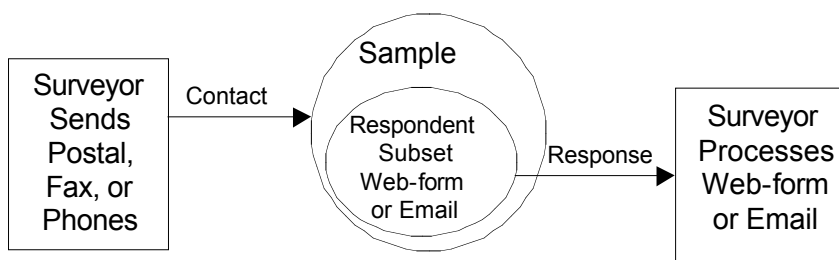 Surveyor
Sends
Postal,
Fax, or
Phones
Contact
Sample
Respondent
Subset
Web-form
or Email
Response
Surveyor
Processes
Web-form
or Email